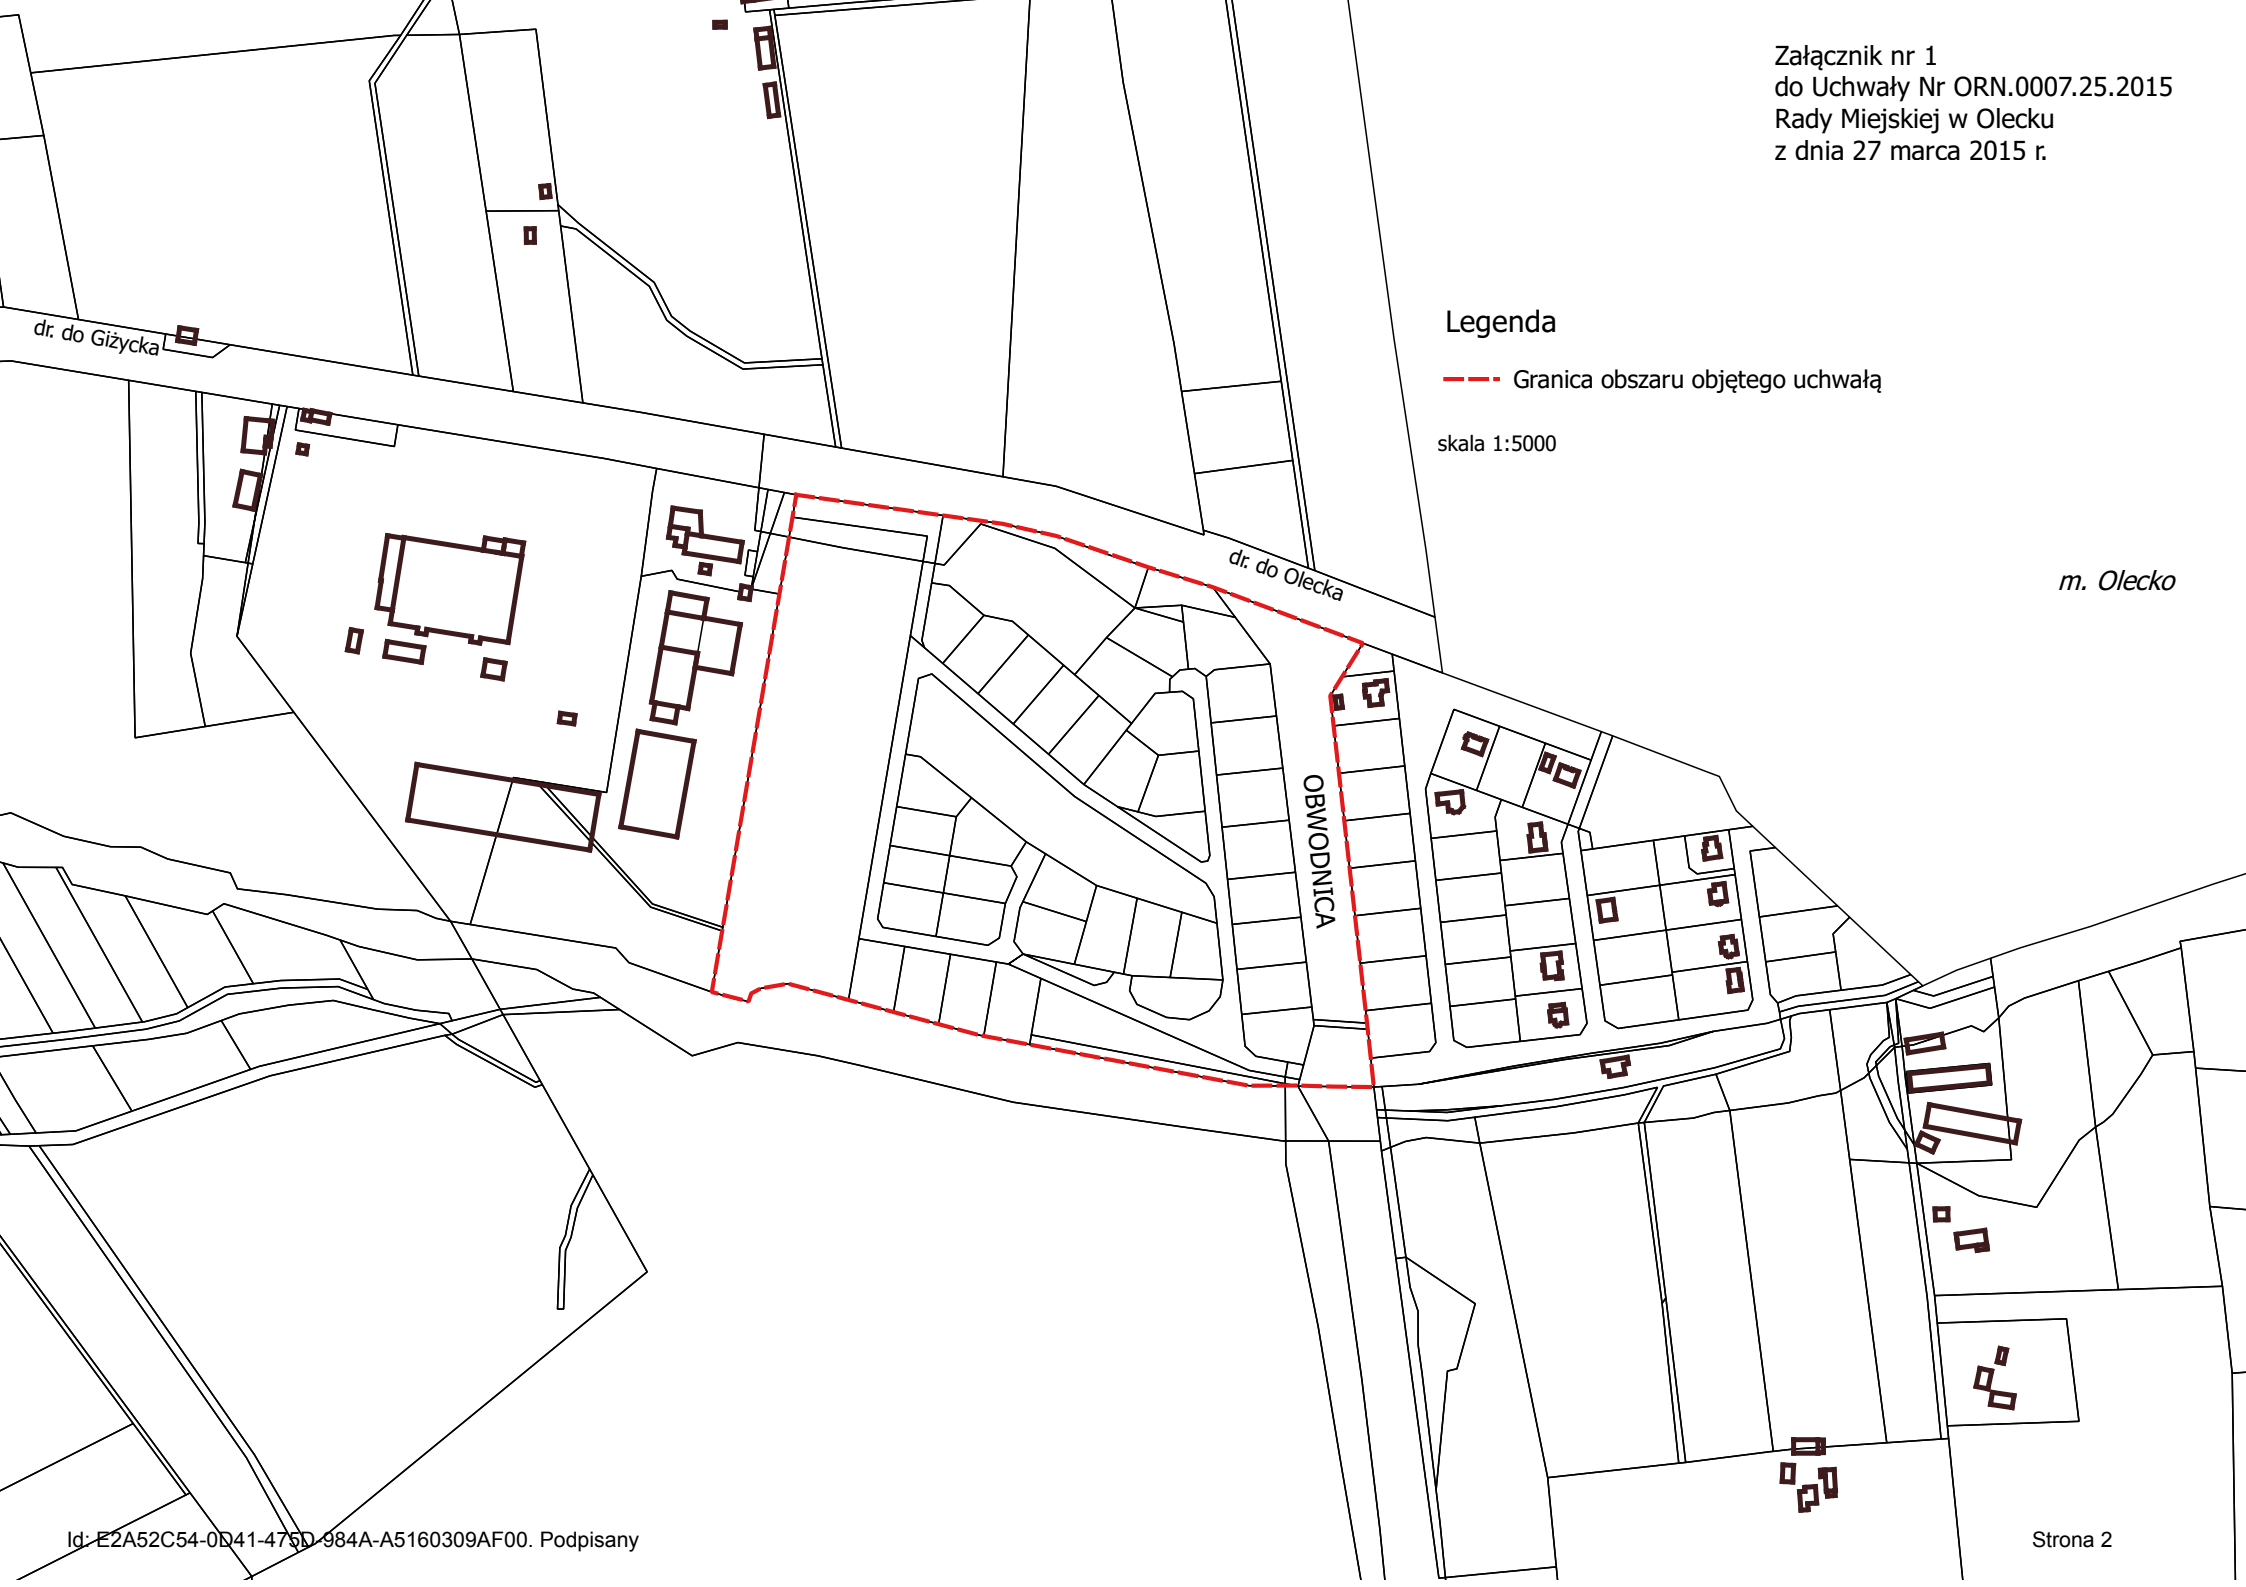 Załącznik nr 1
do Uchwały Nr ORN.0007.25.2015
Rady Miejskiej w Olecku
z dnia 27 marca 2015 r.
Legenda
Granica obszaru objętego uchwałą
skala 1:5000
dr. do Giżycka
dr. do Olecka
m. Olecko
OBWODNICA
Id: E2A52C54-0D41-475D-984A-A5160309AF00. Podpisany
Strona 2